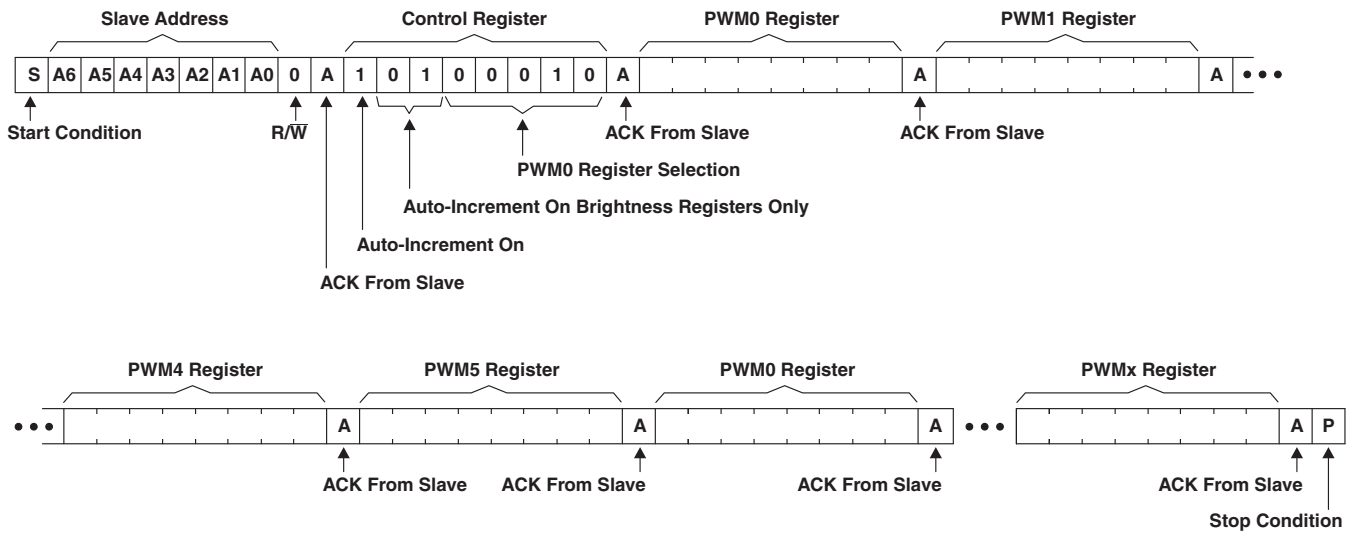 Slave Address Control Register PWM0 Register PWM1 Register
S A6 A5 A4 A3 A2 A1 A0 0 A 1 0 1 0 0 0 1 0 A A A •••
Start Condition R/W̅ ACK From Slave ACK From Slave
PWM0 Register Selection
Auto-Increment On Brightness Registers Only
Auto-Increment On
ACK From Slave
PWM4 Register PWM5 Register PWM0 Register PWMx Register
••• A A A ••• A P
ACK From Slave ACK From Slave ACK From Slave ACK From Slave
Stop Condition